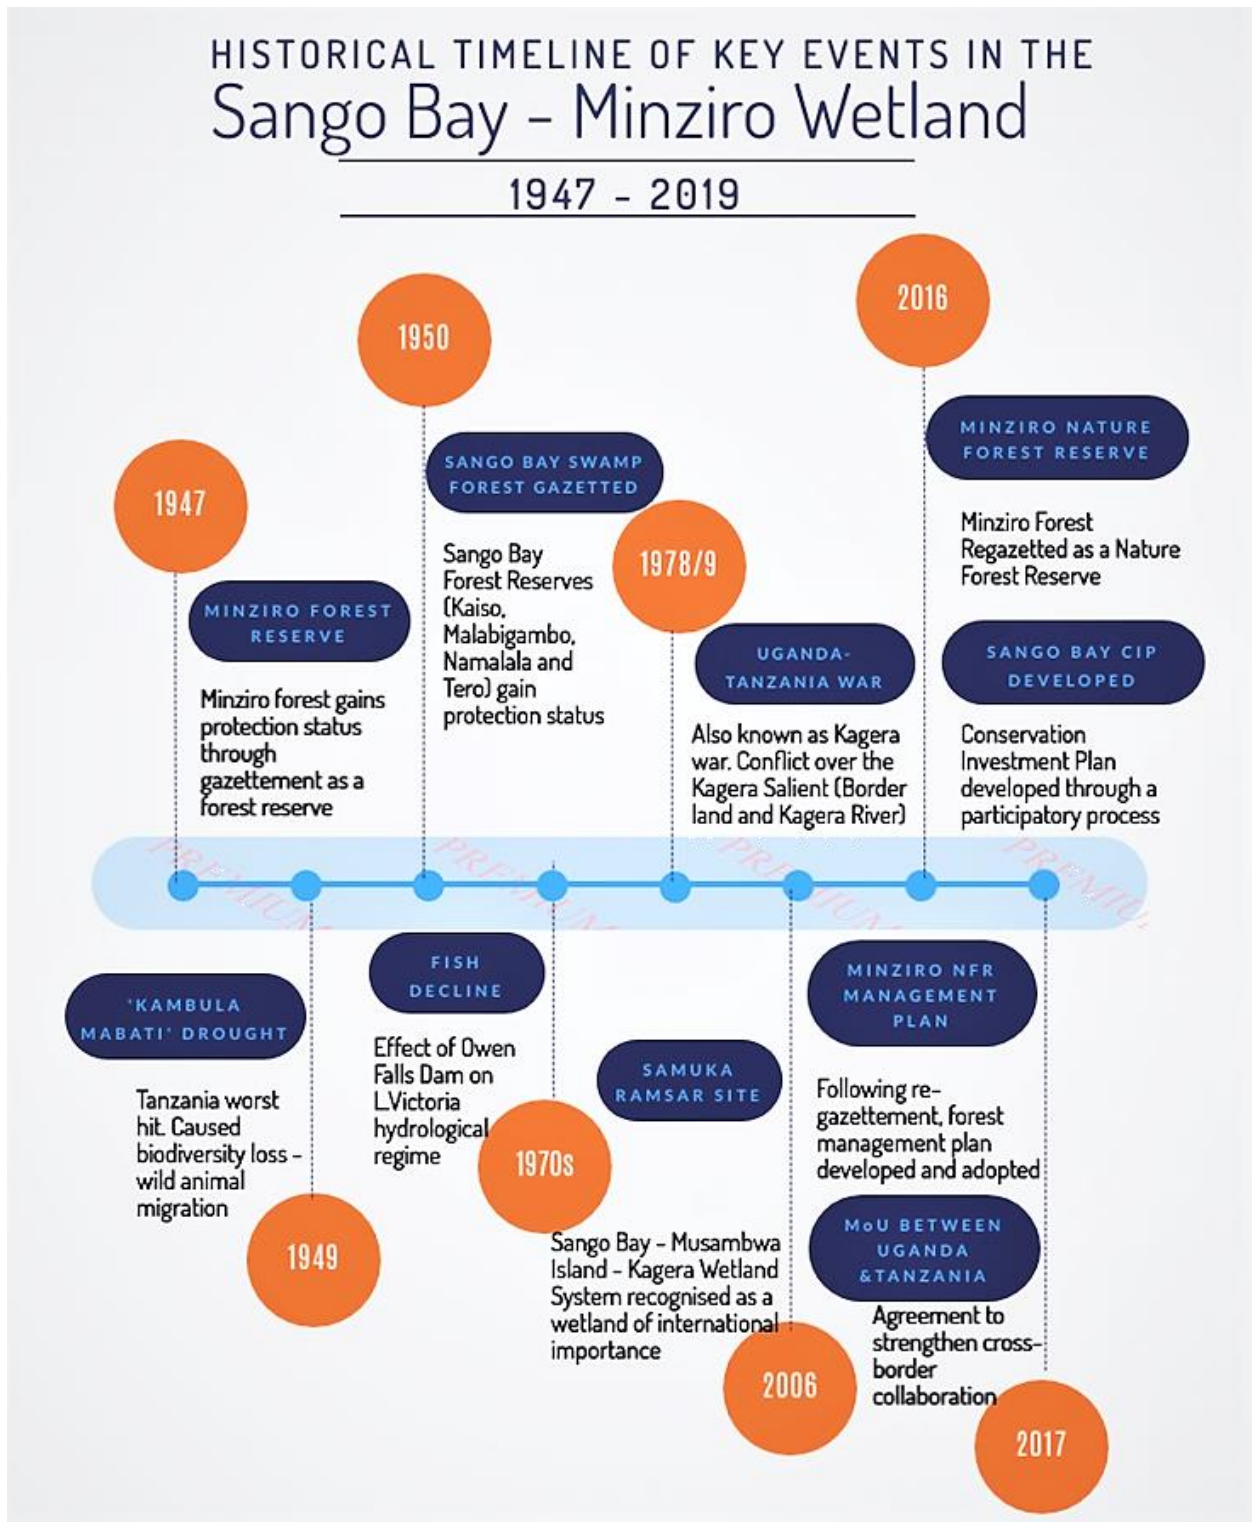 HISTORICAL TIMELINE OF KEY EVENTS IN THE
Sango Bay - Minziro Wetland
1947 - 2019
1947
MINZIRO FOREST
RESERVE
Minziro forest gains
protection status
through
gazettement as a
forest reserve
1950
SANGO BAY SWAMP
FOREST GAZETTED
Sango Bay
Forest Reserves
(Kaiso,
Malabigambo,
Namalala and
Tero) gain
protection status
1978/9
UGANDA-
TANZANIA WAR
Also known as Kagera
war. Conflict over the
Kagera Salient (Border
land and Kagera River)
2016
MINZIRO NATURE
FOREST RESERVE
Minziro Forest
Regazetted as a Nature
Forest Reserve
SANGO BAY CIP
DEVELOPED
Conservation
Investment Plan
developed through a
participatory process
PREMIUM
PREMIUM
PREMIUM
PREMIU
'KAMBULA
MABATI' DROUGHT
Tanzania worst
hit. Caused
biodiversity loss -
wild animal
migration
1949
FISH
DECLINE
Effect of Owen
Falls Dam on
L.Victoria
hydrological
regime
1970s
SAMUKA
RAMSAR SITE
Sango Bay - Musambwa
Island - Kagera Wetland
System recognised as a
wetland of international
importance
2006
MINZIRO NFR
MANAGEMENT
PLAN
Following re-
gazettement, forest
management plan
developed and adopted
MoU BETWEEN
UGANDA
&TANZANIA
Agreement to
strengthen cross-
border
collaboration
2017